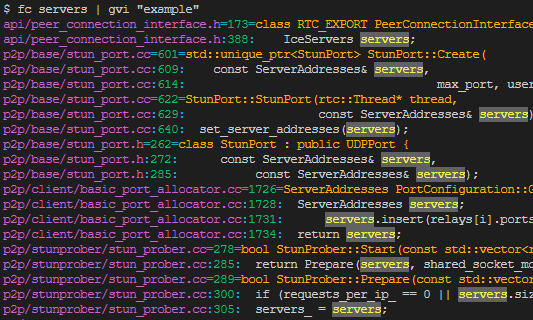 $ fc servers | gvi "example"
api/peer_connection_interface.h=173=class RTC_EXPORT PeerConnectionInterface
api/peer_connection_interface.h:388:    IceServers servers;
p2p/base/stun_port.cc=601=std::unique_ptr<StunPort> StunPort::Create(
p2p/base/stun_port.cc:609:    const ServerAddresses& servers,
p2p/base/stun_port.cc:614:                      max_port, user
p2p/base/stun_port.cc=622=StunPort::StunPort(rtc::Thread* thread,
p2p/base/stun_port.cc:629:                   const ServerAddresses& servers)
p2p/base/stun_port.cc:640:  set_server_addresses(servers);
p2p/base/stun_port.h=262=class StunPort : public UDPPort {
p2p/base/stun_port.h:272:      const ServerAddresses& servers,
p2p/base/stun_port.h:285:           const ServerAddresses& servers);
p2p/client/basic_port_allocator.cc=1726=ServerAddresses PortConfiguration::G
p2p/client/basic_port_allocator.cc:1728:  ServerAddresses servers;
p2p/client/basic_port_allocator.cc:1731:      servers.insert(relays[i].ports
p2p/client/basic_port_allocator.cc:1734:  return servers;
p2p/stunprober/stun_prober.cc=278=bool StunProber::Start(const std::vector<r
p2p/stunprober/stun_prober.cc:285:  return Prepare(servers, shared_socket_mo
p2p/stunprober/stun_prober.cc=289=bool StunProber::Prepare(const std::vector
p2p/stunprober/stun_prober.cc:300:  if (requests_per_ip_ == 0 || servers.siz
p2p/stunprober/stun_prober.cc:305:  servers_ = servers;